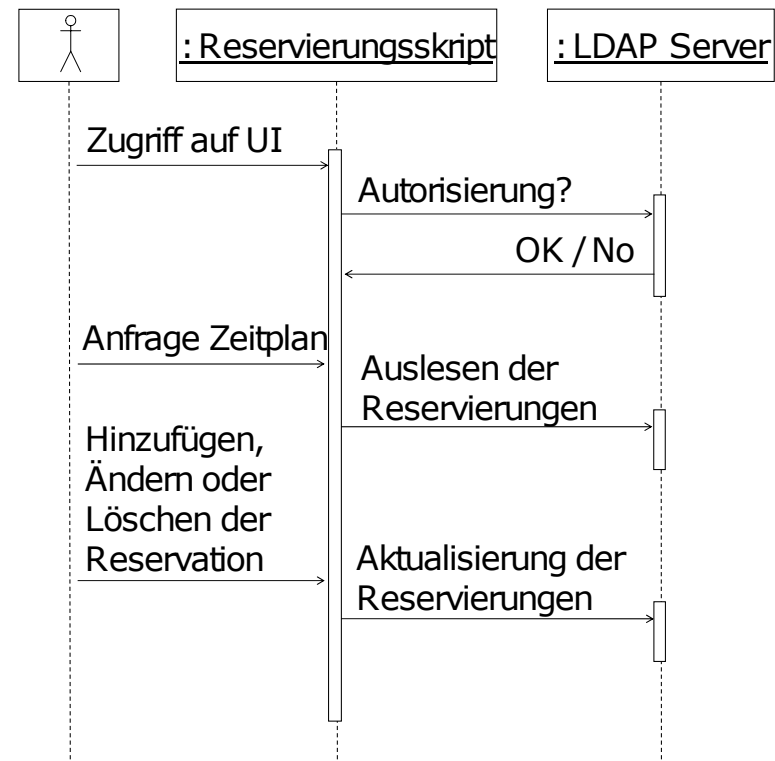 : Reservierungsskript
: LDAP Server
Zugriff auf UI
Autorisierung?
OK / No
Anfrage Zeitplan
Auslesen der
Reservierungen
Hinzufügen,
Ändern oder
Löschen der
Reservation
Aktualisierung der
Reservierungen